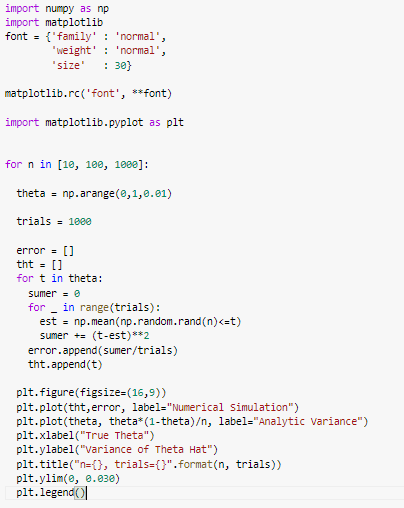 import numpy as np
import matplotlib
font = {'family' : 'normal',
        'weight' : 'normal',
        'size'   : 30}

matplotlib.rc('font', **font)

import matplotlib.pyplot as plt


for n in [10, 100, 1000]:

  theta = np.arange(0,1,0.01)

  trials = 1000

  error = []
  tht = []
  for t in theta:
    sumer = 0
    for _ in range(trials):
      est = np.mean(np.random.rand(n)<=t)
      sumer += (t-est)**2
    error.append(sumer/trials)
    tht.append(t)

  plt.figure(figsize=(16,9))
  plt.plot(tht,error, label="Numerical Simulation")
  plt.plot(theta, theta*(1-theta)/n, label="Analytic Variance")
  plt.xlabel("True Theta")
  plt.ylabel("Variance of Theta Hat")
  plt.title("n={}, trials={}".format(n, trials))
  plt.ylim(0, 0.030)
  plt.legend()